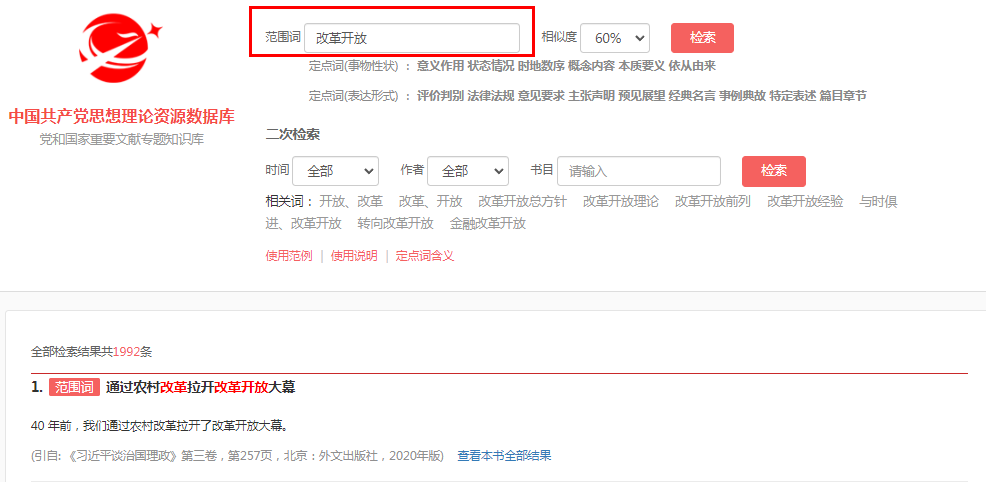 范围词 改革开放 相似度 60% 检索
定点词(事物性状) ： 意义作用 状态情况 时地数序 概念内容 本质要义 依从由来
定点词(表达形式) ： 评价判别 法律法规 意见要求 主张声明 预见展望 经典名言 事例典故 特定表述 篇目章节
中国共产党思想理论资源数据库
党和国家重要文献专题知识库
二次检索
时间 全部 作者 全部 书目 请输入 检索
相关词： 开放、改革 改革、开放 改革开放总方针 改革开放理论 改革开放前列 改革开放经验 与时俱
进、改革开放 转向改革开放 金融改革开放
使用范例 | 使用说明 | 定点词含义
全部检索结果共1992条
1. 范围词 通过农村改革拉开改革开放大幕
40 年前，我们通过农村改革拉开了改革开放大幕。
(引自: 《习近平谈治国理政》第三卷，第257页，北京：外文出版社，2020年版) 查看本书全部结果